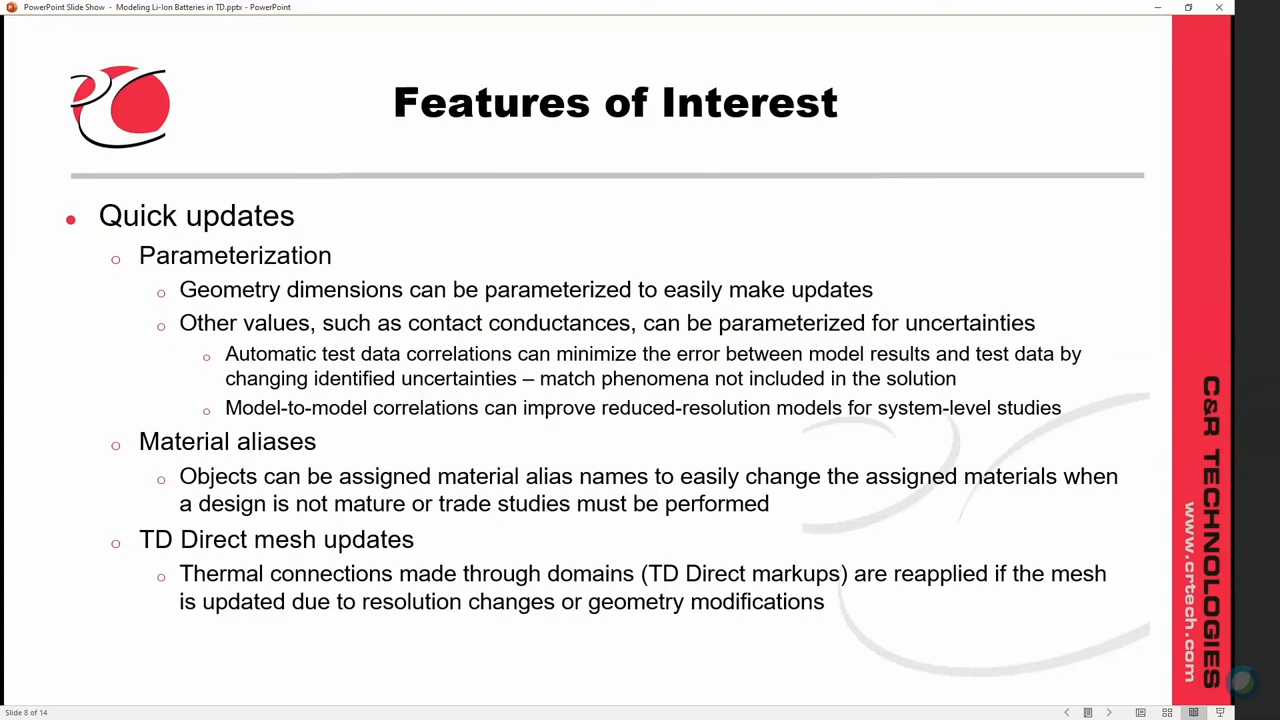 PowerPoint Slide Show - Modeling Li-Ion Batteries in TD.pptx - PowerPoint
Features of Interest
• Quick updates
o Parameterization
o Geometry dimensions can be parameterized to easily make updates
o Other values, such as contact conductances, can be parameterized for uncertainties
o Automatic test data correlations can minimize the error between model results and test data by
changing identified uncertainties – match phenomena not included in the solution
o Model-to-model correlations can improve reduced-resolution models for system-level studies
o Material aliases
o Objects can be assigned material alias names to easily change the assigned materials when
a design is not mature or trade studies must be performed
o TD Direct mesh updates
o Thermal connections made through domains (TD Direct markups) are reapplied if the mesh
is updated due to resolution changes or geometry modifications
C&R TECHNOLOGIES
www.crtech.com
Slide 8 of 14